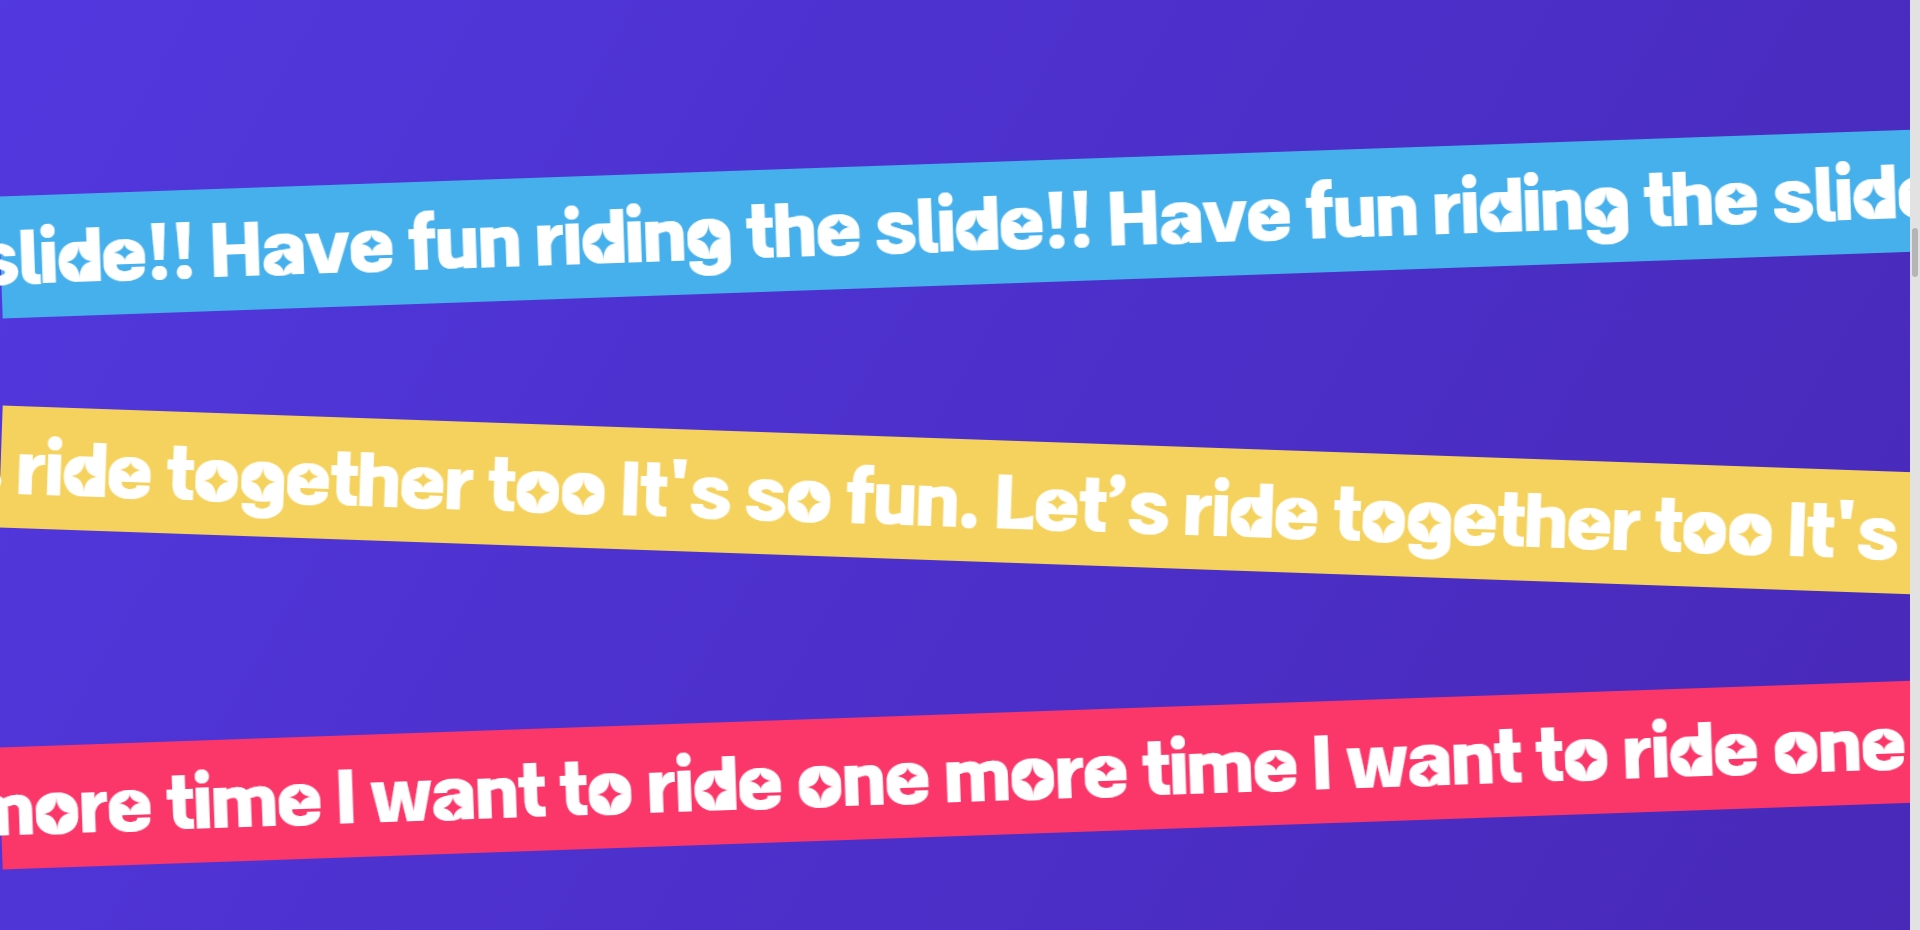 slide!! Have fun riding the slide!! Have fun riding the slide
ride together too It's so fun. Let’s ride together too It's
more time I want to ride one more time I want to ride one